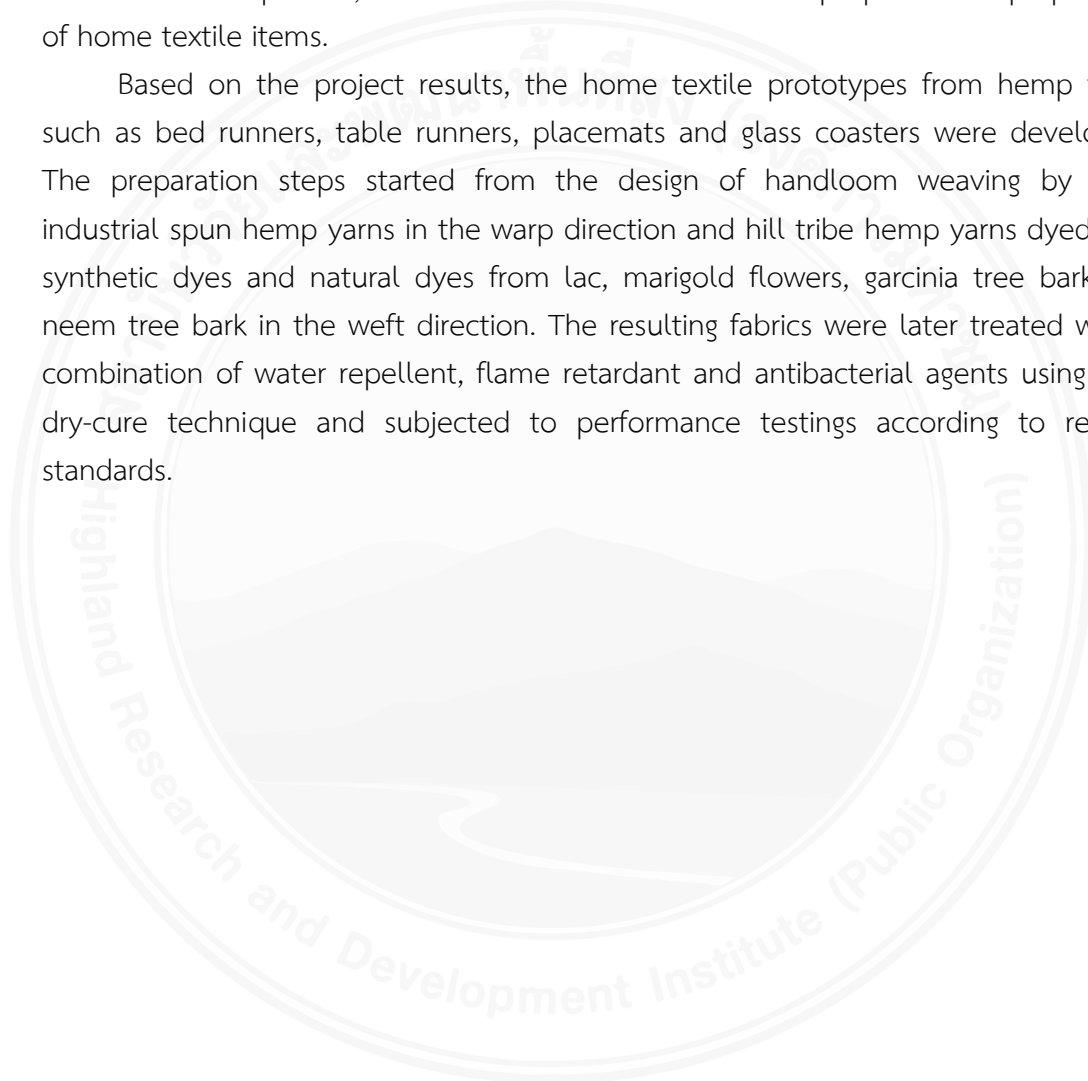 of home textile items.
Based on the project results, the home textile prototypes from hemp
such as bed runners, table runners, placemats and glass coasters were develo
The preparation steps started from the design of handloom weaving by
industrial spun hemp yarns in the warp direction and hill tribe hemp yarns dyed
synthetic dyes and natural dyes from lac, marigold flowers, garcinia tree bark
neem tree bark in the weft direction. The resulting fabrics were later treated w
combination of water repellent, flame retardant and antibacterial agents using
dry-cure technique and subjected to performance testings according to re
standards.
Highland Research and Development Institute (Public Organization)